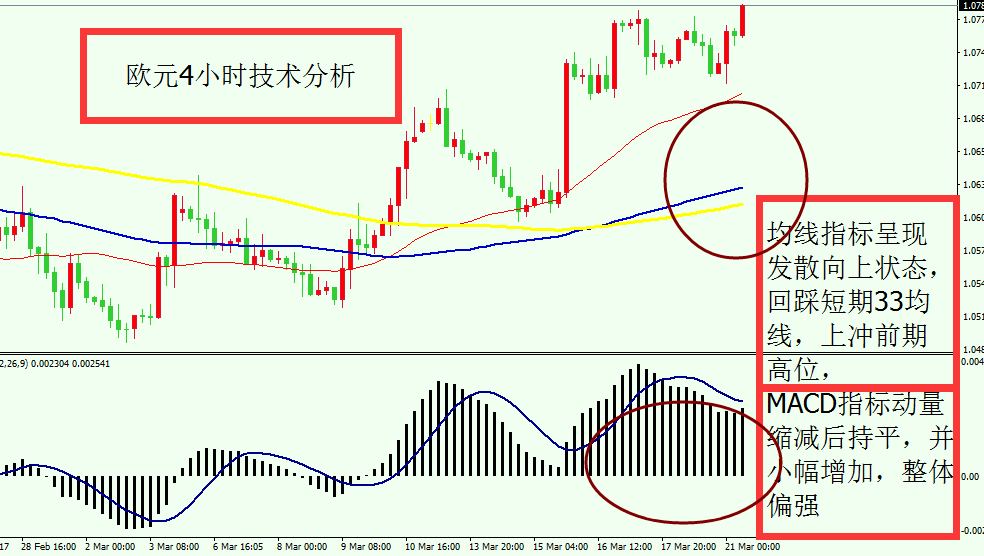 1.078
1.077
欧元4小时技术分析
1.074
1.071
1.068
1.065
1.063
1.060
1.057
1.054
1.051
1.048
均线指标呈现
发散向上状态，
回踩短期33均
线，上冲前期
高位，
2,26,9) 0.002304 0.002541
0.004
MACD指标动量
缩减后持平，并
小幅增加，整体
偏强
0.00
-0.002
17 28 Feb 16:00 2 Mar 00:00 3 Mar 08:00 6 Mar 16:05 8 Mar 00:00 9 Mar 08:00 10 Mar 16:00 13 Mar 20:00 15 Mar 04:00 16 Mar 12:00 17 Mar 20:00 21 Mar 00:00